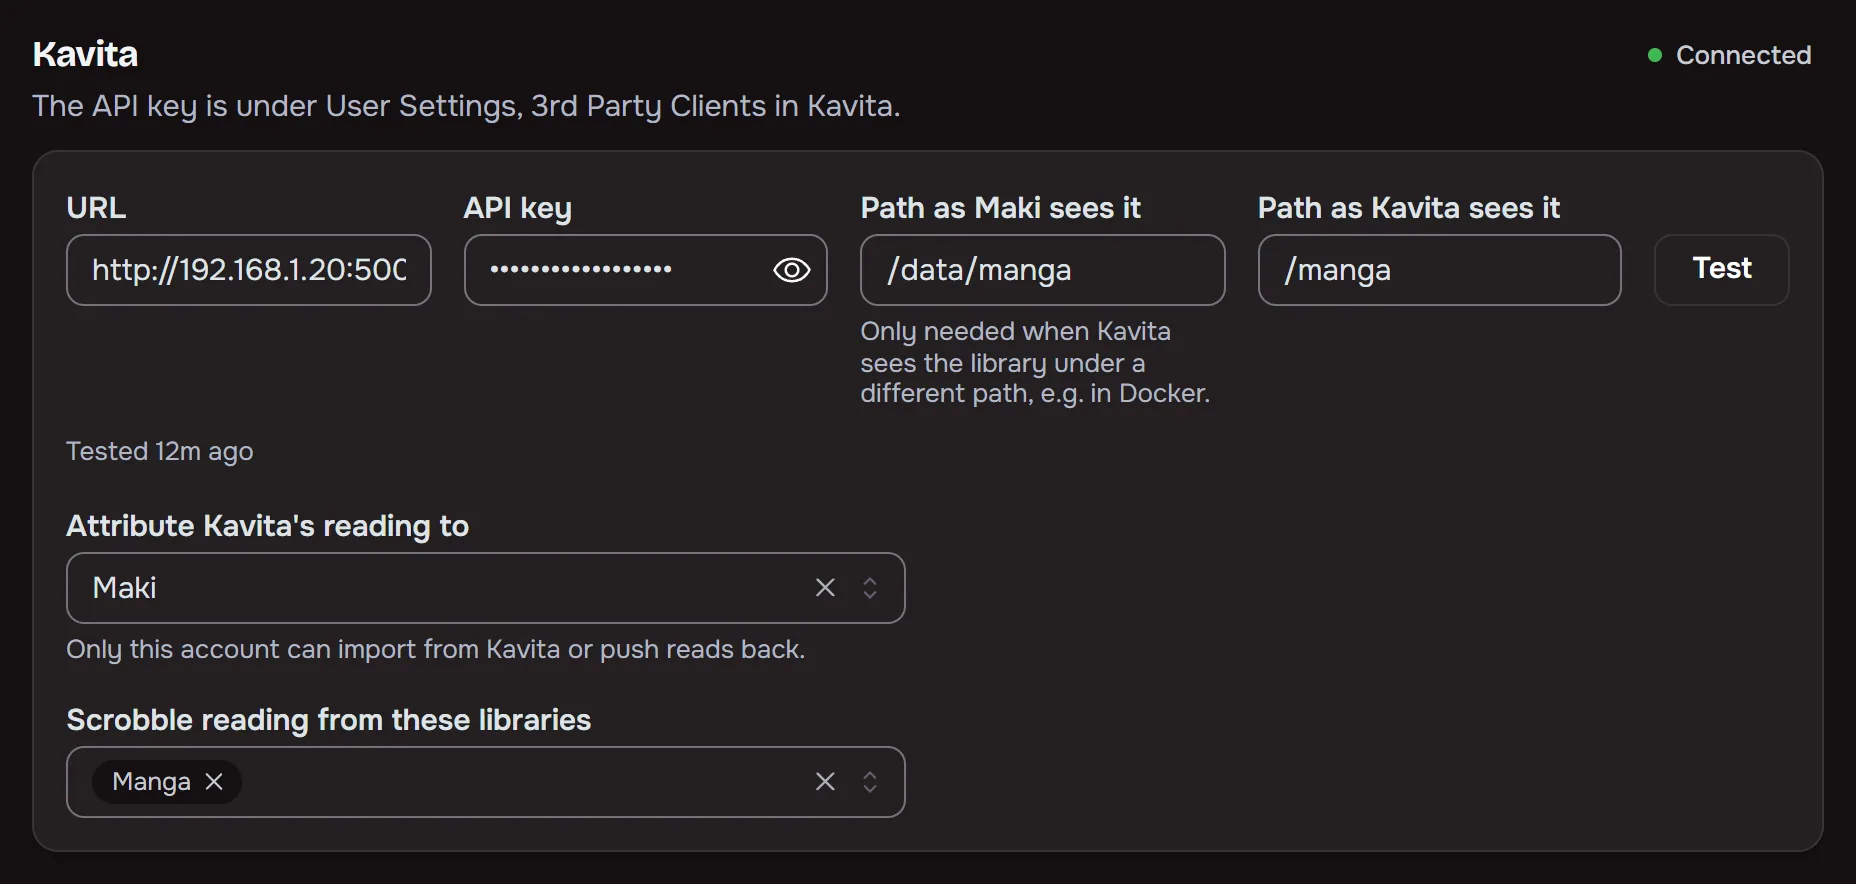 Kavita
Connected
The API key is under User Settings, 3rd Party Clients in Kavita.
URL
API key
Path as Maki sees it
Path as Kavita sees it
http://192.168.1.20:500
••••••••••••••••••
/data/manga
/manga
Test
Only needed when Kavita
sees the library under a
different path, e.g. in Docker.
Tested 12m ago
Attribute Kavita's reading to
Maki
Only this account can import from Kavita or push reads back.
Scrobble reading from these libraries
Manga